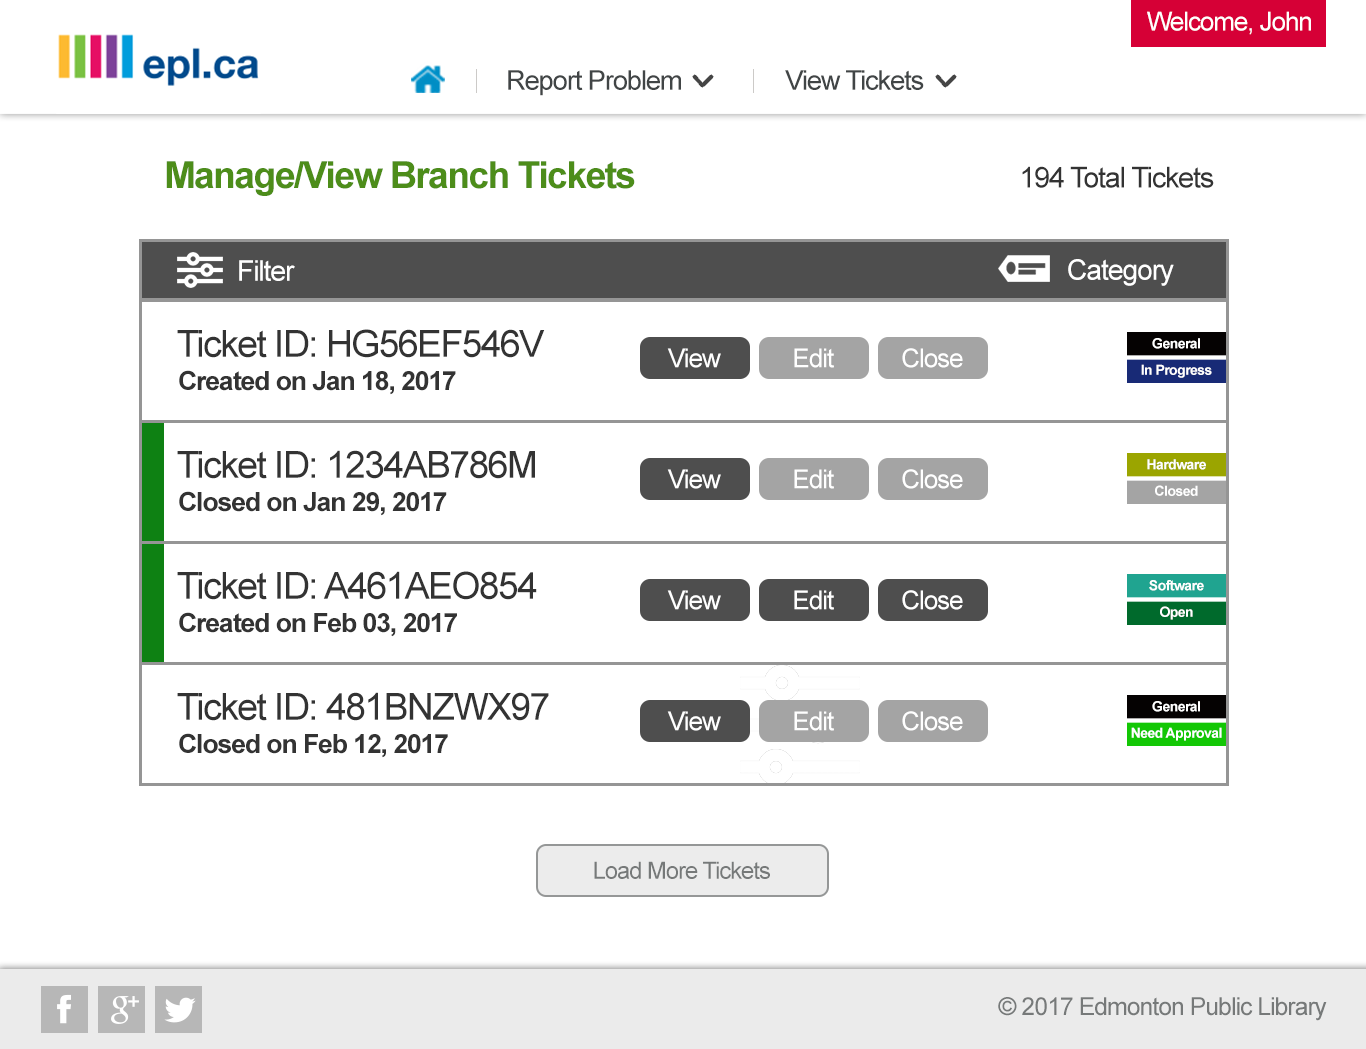 Welcome, John
epl.ca
Report Problem
View Tickets
Manage/View Branch Tickets
194 Total Tickets
Filter
Category
Ticket ID: HG56EF546V
Created on Jan 18, 2017
View
Edit
Close
General
In Progress
Ticket ID: 1234AB786M
Closed on Jan 29, 2017
View
Edit
Close
Hardware
Closed
Ticket ID: A461AEO854
Created on Feb 03, 2017
View
Edit
Close
Software
Open
Ticket ID: 481BNZWX97
Closed on Feb 12, 2017
View
Edit
Close
General
Need Approval
Load More Tickets
f
g+
© 2017 Edmonton Public Library